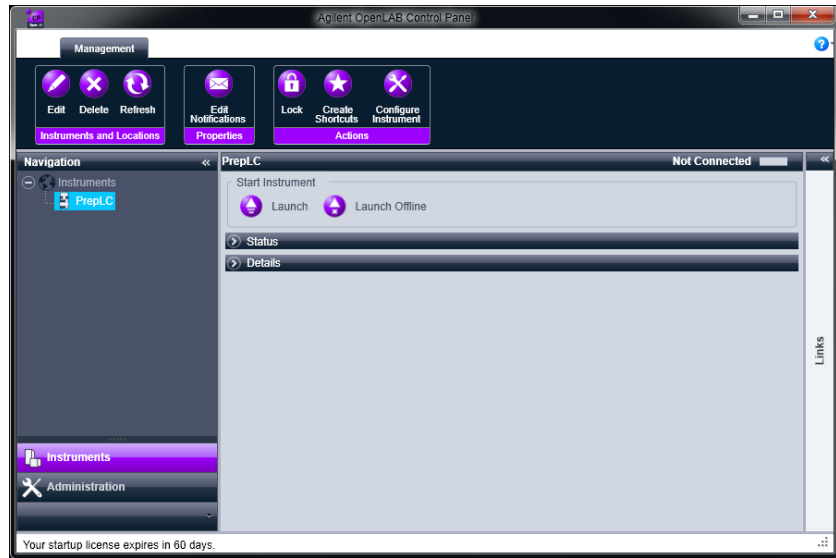 Agilent OpenLAB Control Panel
Management
Edit Delete Refresh
Instruments and Locations
Edit
Notifications
Properties
Lock Create Configure
Shortcuts Instrument
Actions
Navigation
Instruments
PrepLC
PrepLC Not Connected
Start Instrument
Launch Launch Offline
Status
Details
Links
Instruments
Administration
Your startup license expires in 60 days.